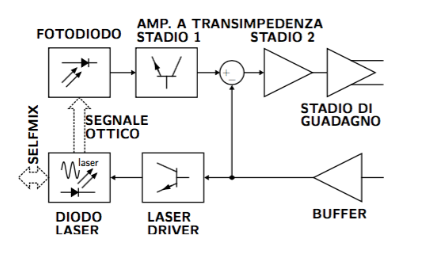 FOTODIODO
AMP. A TRANSIMPEDENZA
STADIO 1
STADIO 2
+
−
STADIO DI
GUADAGNO
SEGNALE
OTTICO
SELFMIX
laser
DIODO
LASER
LASER
DRIVER
BUFFER